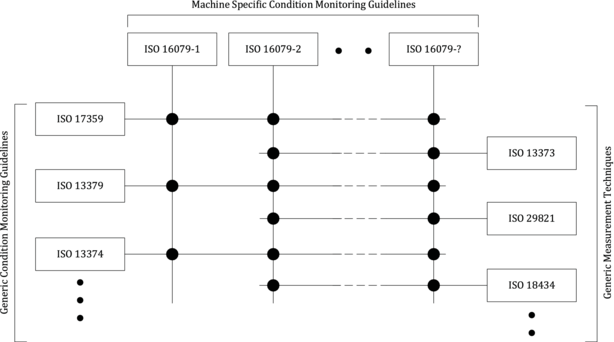 Machine Specific Condition Monitoring Guidelines
ISO 16079-1
ISO 16079-2
ISO 16079-?
Generic Condition Monitoring Guidelines
ISO 17359
ISO 13373
ISO 13379
ISO 29821
ISO 13374
ISO 18434
Generic Measurement Techniques